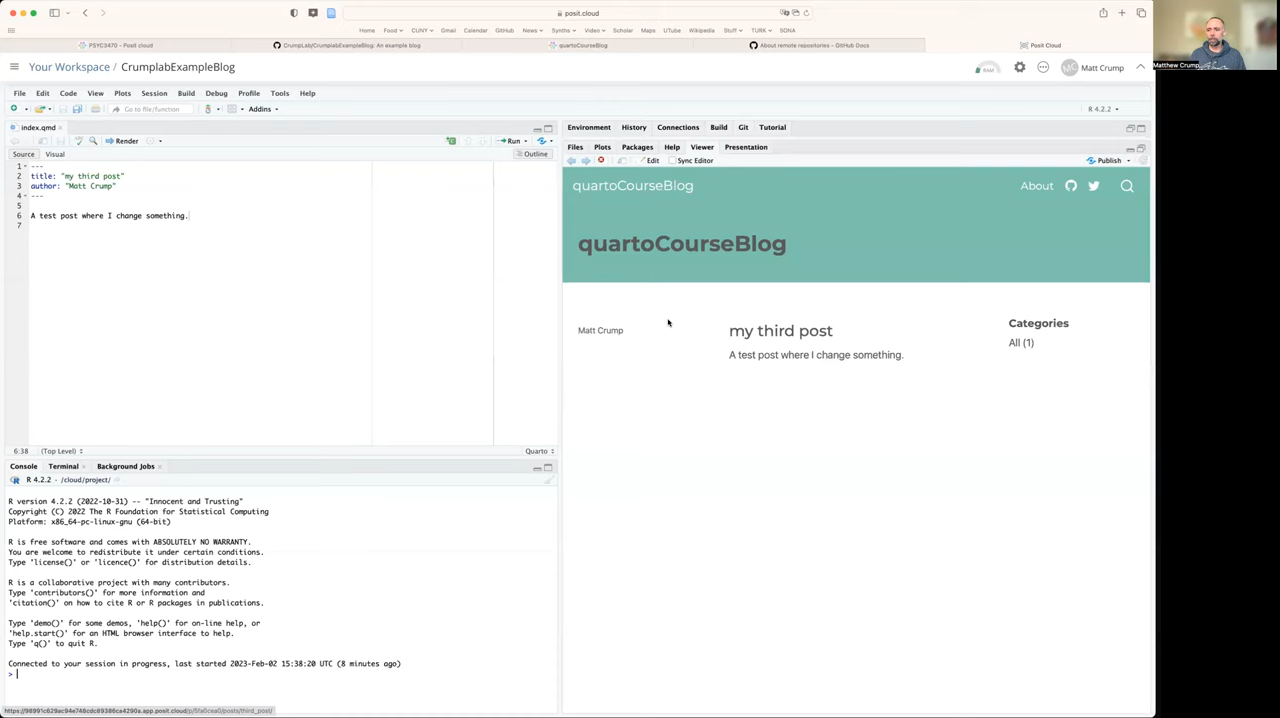 posit.cloud
Home Food CUNY Gmail Calendar GitHub News Synths Video Scholar Maps UTube Wikipedia Stuff TURK SONA
PSYC3470 - Posit cloud
CrumpLab/CrumplabExampleBlog: An example blog
quartoCourseBlog
About remote repositories - GitHub Docs
Posit Cloud
Matthew Crump
Your Workspace / CrumplabExampleBlog
RAM
MC Matt Crump
File Edit Code View Plots Session Build Debug Profile Tools Help
Go to file/function
Addins
R 4.2.2
index.qmd
Render
Run
Source Visual
Outline
1 ---
2 title: "my third post"
3 author: "Matt Crump"
4 ---
5
6 A test post where I change something.
7
6:38 (Top Level) Quarto
Console Terminal Background Jobs
R 4.2.2 · /cloud/project/
R version 4.2.2 (2022-10-31) -- "Innocent and Trusting"
Copyright (C) 2022 The R Foundation for Statistical Computing
Platform: x86_64-pc-linux-gnu (64-bit)
R is free software and comes with ABSOLUTELY NO WARRANTY.
You are welcome to redistribute it under certain conditions.
Type 'license()' or 'licence()' for distribution details.
R is a collaborative project with many contributors.
Type 'contributors()' for more information and
'citation()' on how to cite R or R packages in publications.
Type 'demo()' for some demos, 'help()' for on-line help, or
'help.start()' for an HTML browser interface to help.
Type 'q()' to quit R.
Connected to your session in progress, last started 2023-Feb-02 15:38:20 UTC (8 minutes ago)
>
Environment History Connections Build Git Tutorial
Files Plots Packages Help Viewer Presentation
Edit Sync Editor
Publish
quartoCourseBlog
About
quartoCourseBlog
Matt Crump
my third post
A test post where I change something.
Categories
All (1)